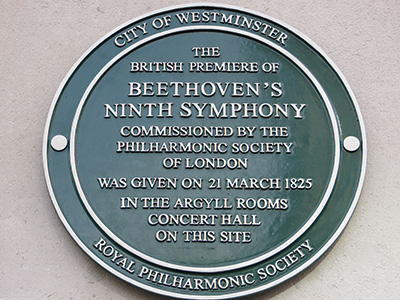 CITY OF WESTMINSTER
THE
BRITISH PREMIERE OF
BEETHOVEN'S
NINTH SYMPHONY
COMMISSIONED BY THE
PHILHARMONIC SOCIETY
OF LONDON
WAS GIVEN ON 21 MARCH 1825
IN THE ARGYLL ROOMS
CONCERT HALL
ON THIS SITE
ROYAL PHILHARMONIC SOCIETY